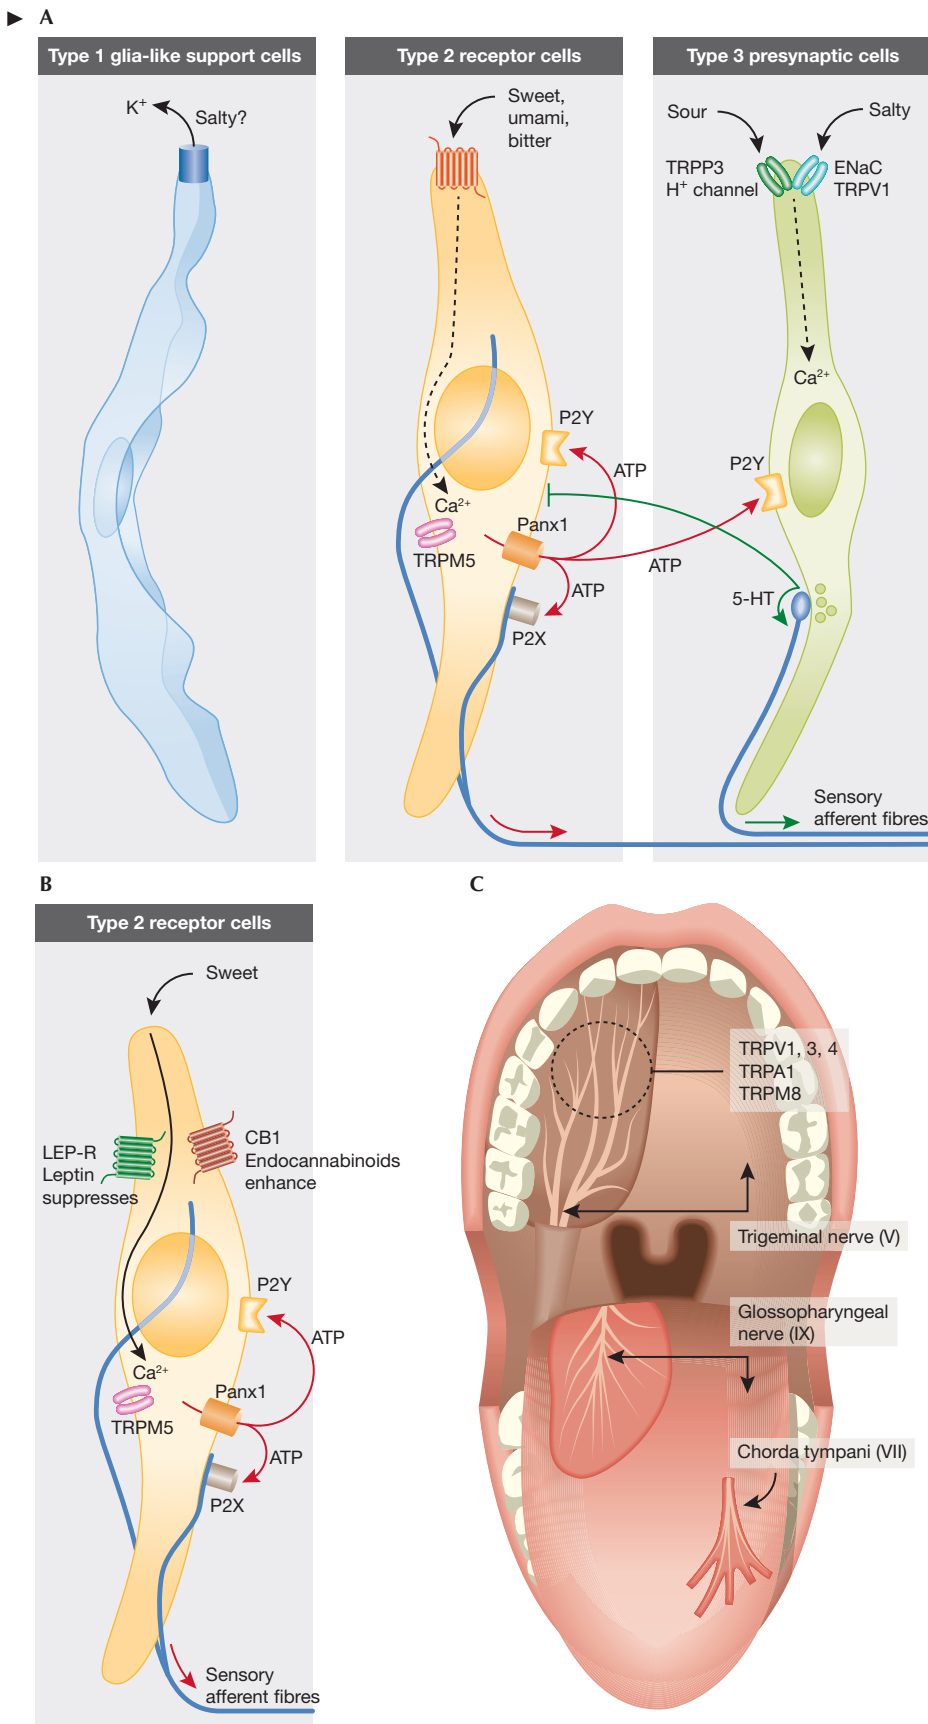 ► A
Type 1 glia-like support cells
K⁺
Salty?
Type 2 receptor cells
Sweet,
umami,
bitter
P2Y
ATP
Ca²⁺
Panx1
TRPM5
ATP
ATP
P2X
Type 3 presynaptic cells
Sour
Salty
TRPP3
H⁺ channel
ENaC
TRPV1
Ca²⁺
P2Y
5-HT
Sensory
afferent fibres
B
Type 2 receptor cells
Sweet
LEP-R
Leptin
suppresses
CB1
Endocannabinoids
enhance
P2Y
ATP
Ca²⁺
Panx1
TRPM5
ATP
P2X
Sensory
afferent fibres
C
TRPV1, 3, 4
TRPA1
TRPM8
Trigeminal nerve (V)
Glossopharyngeal
nerve (IX)
Chorda tympani (VII)